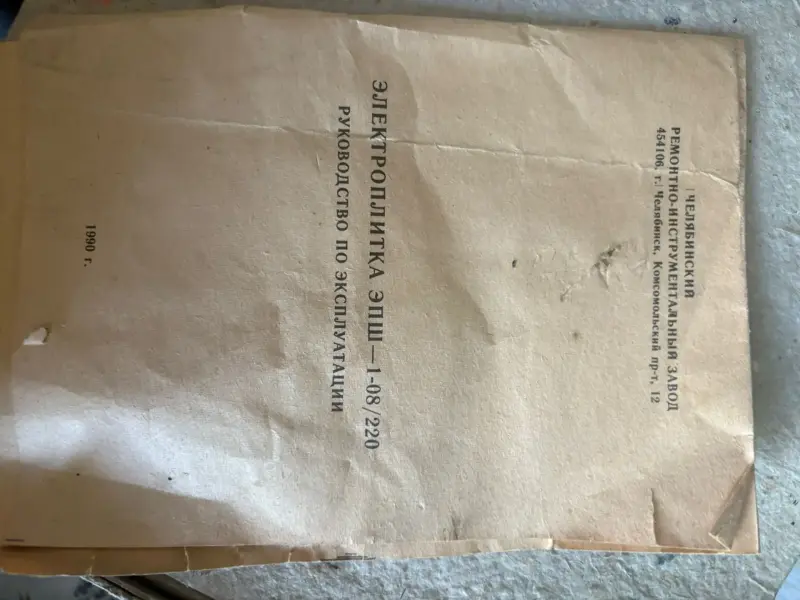 ЧЕЛЯБИНСКИЙ
РЕМОНТНО-ИНСТРУМЕНТАЛЬНЫЙ ЗАВОД
454106, г. Челябинск, Комсомольский пр-т, 12
ЭЛЕКТРОПЛИТКА ЭПШ—1-08/220
РУКОВОДСТВО ПО ЭКСПЛУАТАЦИИ
1990 г.